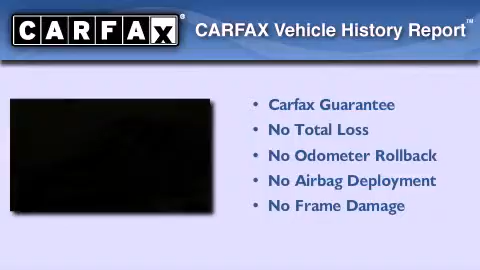 CARFAX® CARFAX Vehicle History Report™
• Carfax Guarantee
• No Total Loss
• No Odometer Rollback
• No Airbag Deployment
• No Frame Damage